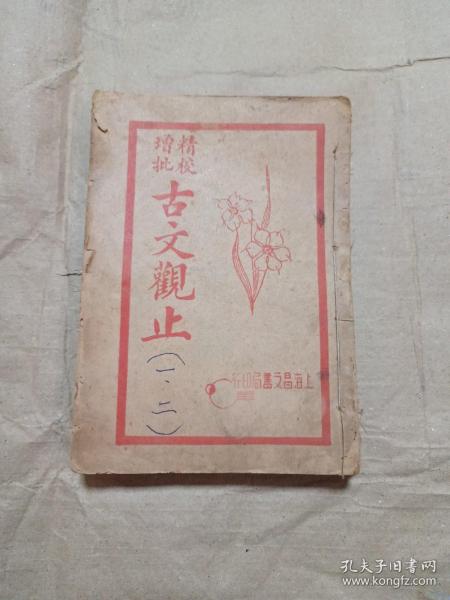 精校
增批
古文觀止
（一、二）
上海昌文書局印行
孔夫子旧书网
www.kongfz.com